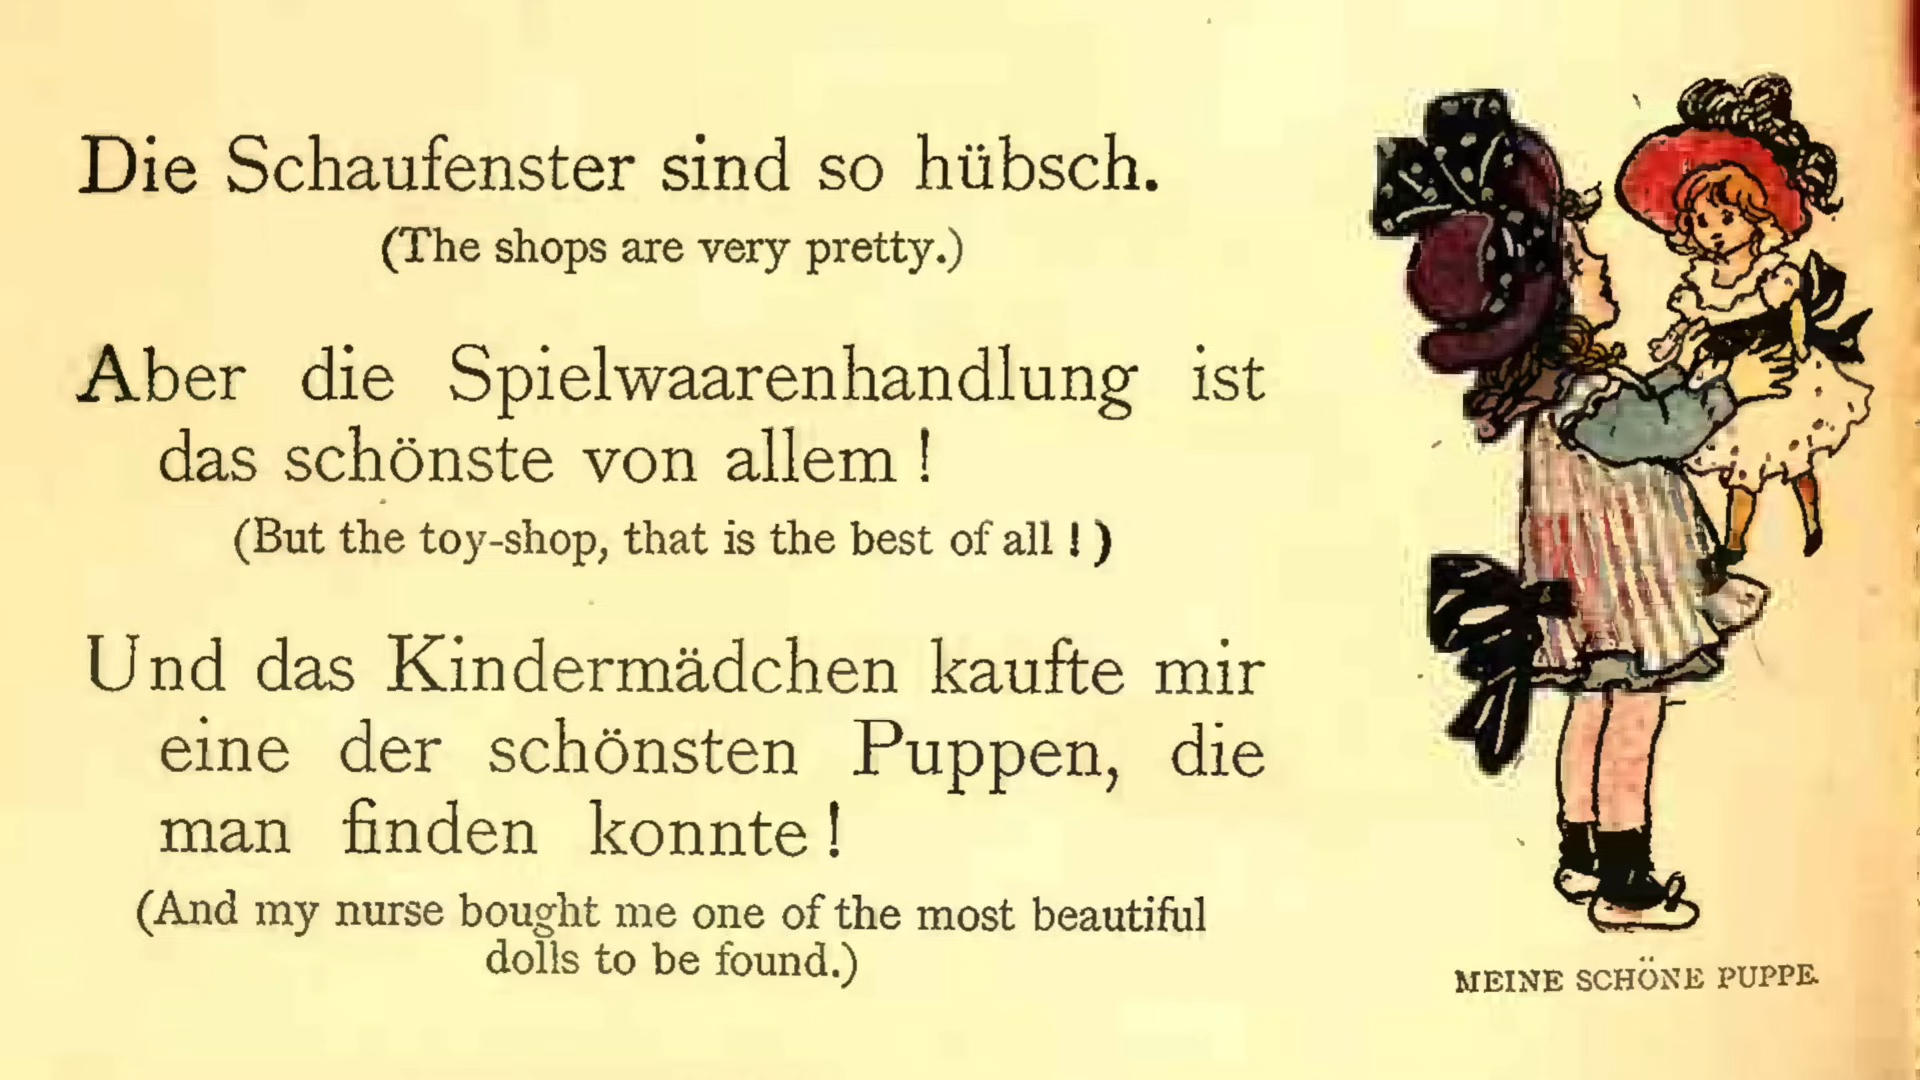 Die Schaufenster sind so hübsch.
(The shops are very pretty.)
Aber die Spielwaarenhandlung ist
das schönste von allem !
(But the toy-shop, that is the best of all ! )
Und das Kindermädchen kaufte mir
eine der schönsten Puppen, die
man finden konnte !
(And my nurse bought me one of the most beautiful
dolls to be found.)
MEINE SCHÖNE PUPPE.